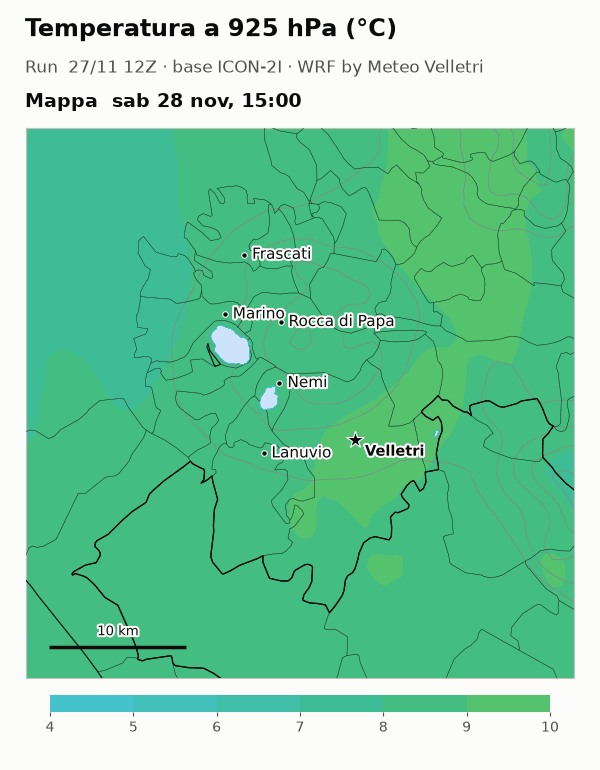 Temperatura a 925 hPa (°C)
Run  27/11 12Z · base ICON-2I · WRF by Meteo Velletri
Mappa  sab 28 nov, 15:00
Frascati
Marino
Rocca di Papa
Nemi
Velletri
Lanuvio
10 km
4 5 6 7 8 9 10